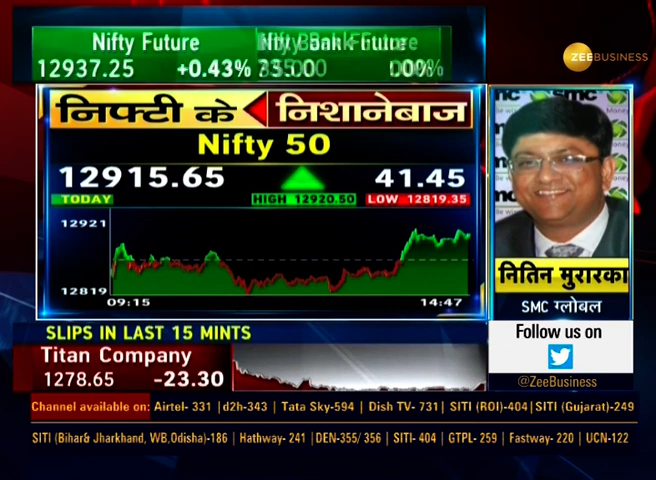 Nifty Future
12937.25 +0.43%
ZEEBUSINESS
निफ्टी के निशानेबाज
Nifty 50
12915.65 41.45
TODAY HIGH 12920.50 LOW 12819.35
12921
12819
09:15 14:47
smc
नितिन मुरारका
SMC ग्लोबल
SLIPS IN LAST 15 MINTS
Titan Company
1278.65 -23.30
Follow us on
@ZeeBusiness
Channel available on: Airtel- 331 | d2h-343 | Tata Sky-594 | Dish TV- 731 | SITI (ROI)-404 | SITI (Gujarat)-249
SITI (Bihar& Jharkhand, WB,Odisha)-186 | Hathway- 241 | DEN-355/ 356 | SITI- 404 | GTPL- 259 | Fastway- 220 | UCN-122